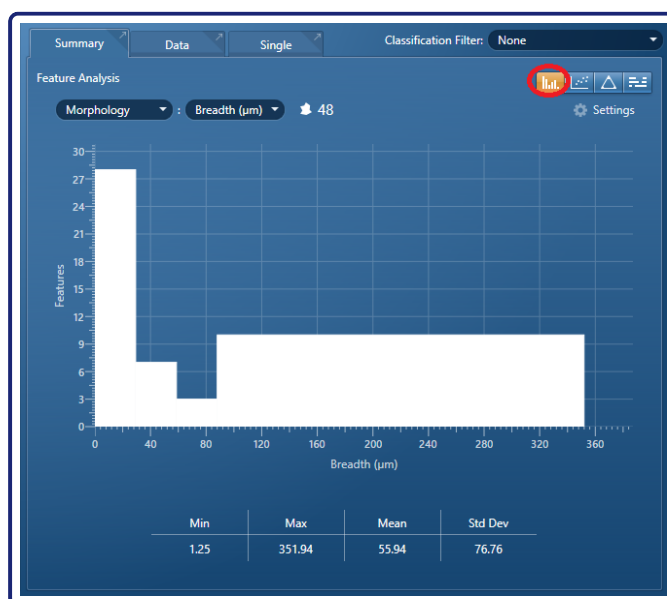 Summary Data Single Classification Filter: None
Feature Analysis
Morphology : Breadth (µm) 48 Settings
30
27
24
21
18
15
12
9
6
3
0
Features
0 40 80 120 160 200 240 280 320 360
Breadth (µm)
Min Max Mean Std Dev
1.25 351.94 55.94 76.76